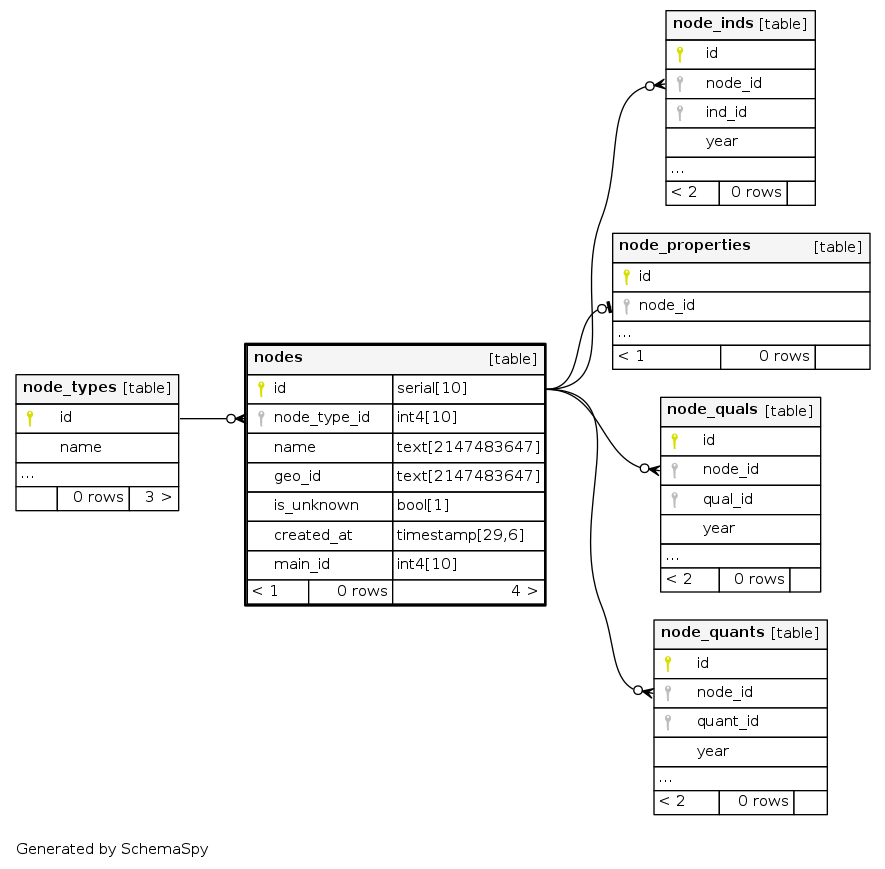 node_inds [table]
id
node_id
ind_id
year
...
< 2 0 rows
node_properties [table]
id
node_id
...
< 1 0 rows
nodes [table]
id serial[10]
node_type_id int4[10]
name text[2147483647]
geo_id text[2147483647]
is_unknown bool[1]
created_at timestamp[29,6]
main_id int4[10]
< 1 0 rows 4 >
node_types [table]
id
name
...
0 rows 3 >
node_quals [table]
id
node_id
qual_id
year
...
< 2 0 rows
node_quants [table]
id
node_id
quant_id
year
...
< 2 0 rows
Generated by SchemaSpy